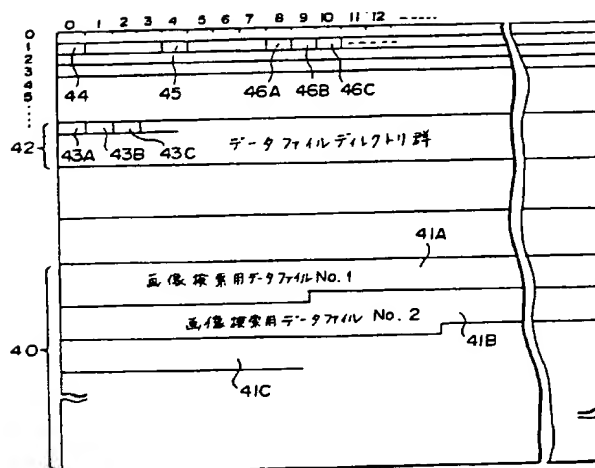 0 1 2 3 4 5 6 7 8 9 10 11 12 -----
0
1
2
3
4
5
44 45 46A 46B 46C
42
43A 43B 43C データファイルディレクトリ群
41A
画像検索用データファイル No.1
画像検索用データファイル No. 2
40
41B
41C